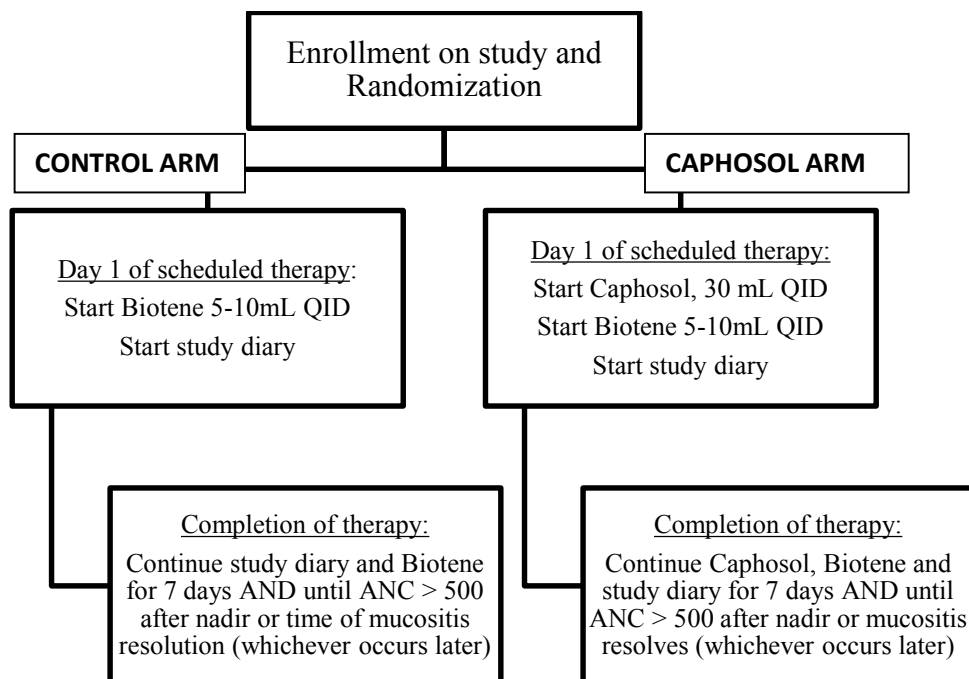 Enrollment on study and
Randomization
CONTROL ARM
CAPHOSOL ARM
Day 1 of scheduled therapy:
Start Biotene 5-10mL QID
Start study diary
Day 1 of scheduled therapy:
Start Caphosol, 30 mL QID
Start Biotene 5-10mL QID
Start study diary
Completion of therapy:
Continue study diary and Biotene
for 7 days AND until ANC > 500
after nadir or time of mucositis
resolution (whichever occurs later)
Completion of therapy:
Continue Caphosol, Biotene and
study diary for 7 days AND until
ANC > 500 after nadir or mucositis
resolves (whichever occurs later)